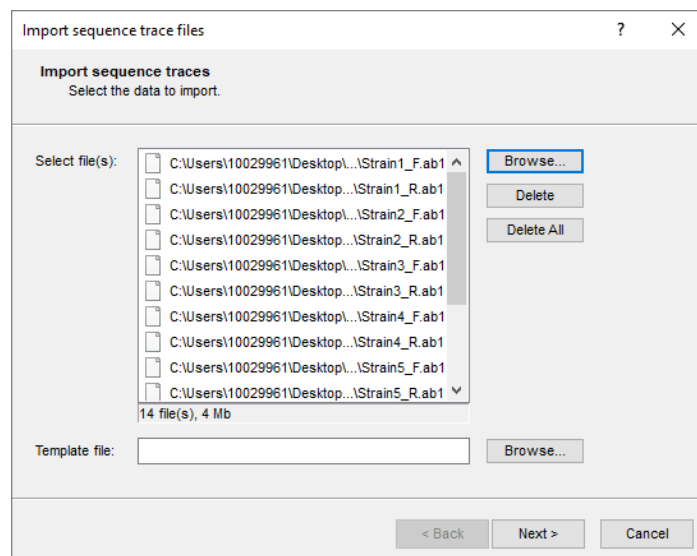 Import sequence trace files
Import sequence traces
Select the data to import.
Select file(s):
C:\Users\10029961\Desktop\...\Strain1_F.ab1
C:\Users\10029961\Desktop...\Strain1_R.ab1
C:\Users\10029961\Desktop\...\Strain2_F.ab1
C:\Users\10029961\Desktop...\Strain2_R.ab1
C:\Users\10029961\Desktop\...\Strain3_F.ab1
C:\Users\10029961\Desktop...\Strain3_R.ab1
C:\Users\10029961\Desktop\...\Strain4_F.ab1
C:\Users\10029961\Desktop...\Strain4_R.ab1
C:\Users\10029961\Desktop\...\Strain5_F.ab1
C:\Users\10029961\Desktop...\Strain5_R.ab1
14 file(s), 4 Mb
Browse...
Delete
Delete All
Template file:
Browse...
< Back
Next >
Cancel